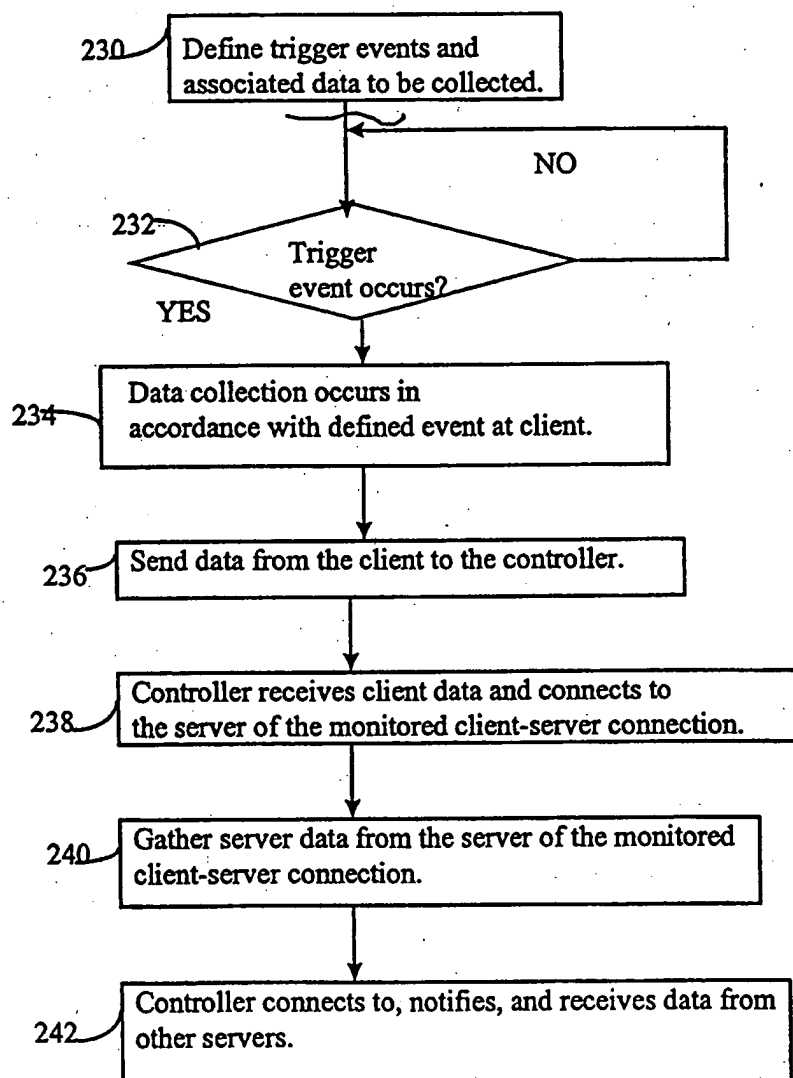 230
Define trigger events and
associated data to be collected.
NO
232
Trigger
event occurs?
YES
234
Data collection occurs in
accordance with defined event at client.
236
Send data from the client to the controller.
238
Controller receives client data and connects to
the server of the monitored client-server connection.
240
Gather server data from the server of the monitored
client-server connection.
242
Controller connects to, notifies, and receives data from
other servers.